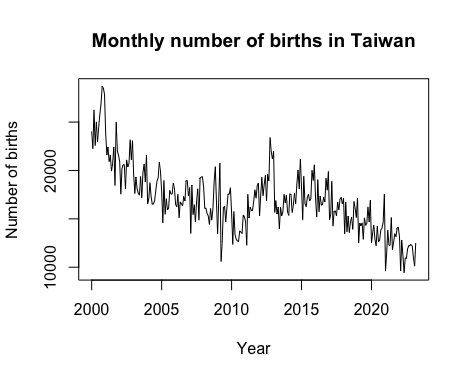 Monthly number of births in Taiwan
Number of births
20000
10000
2000 2005 2010 2015 2020
Year